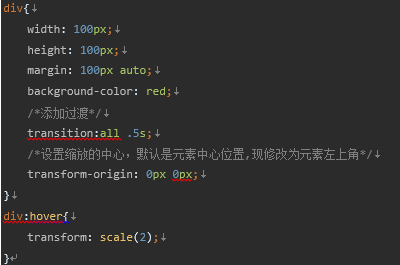 div{↓
width: 100px;↓
height: 100px;↓
margin: 100px auto;↓
background-color: red;↓
/*添加过渡*/↓
transition:all .5s;↓
/*设置缩放的中心，默认是元素中心位置,现修改为元素左上角*/↓
transform-origin: 0px 0px;↓
}↓
div:hover{↓
transform: scale(2);↓
}↵